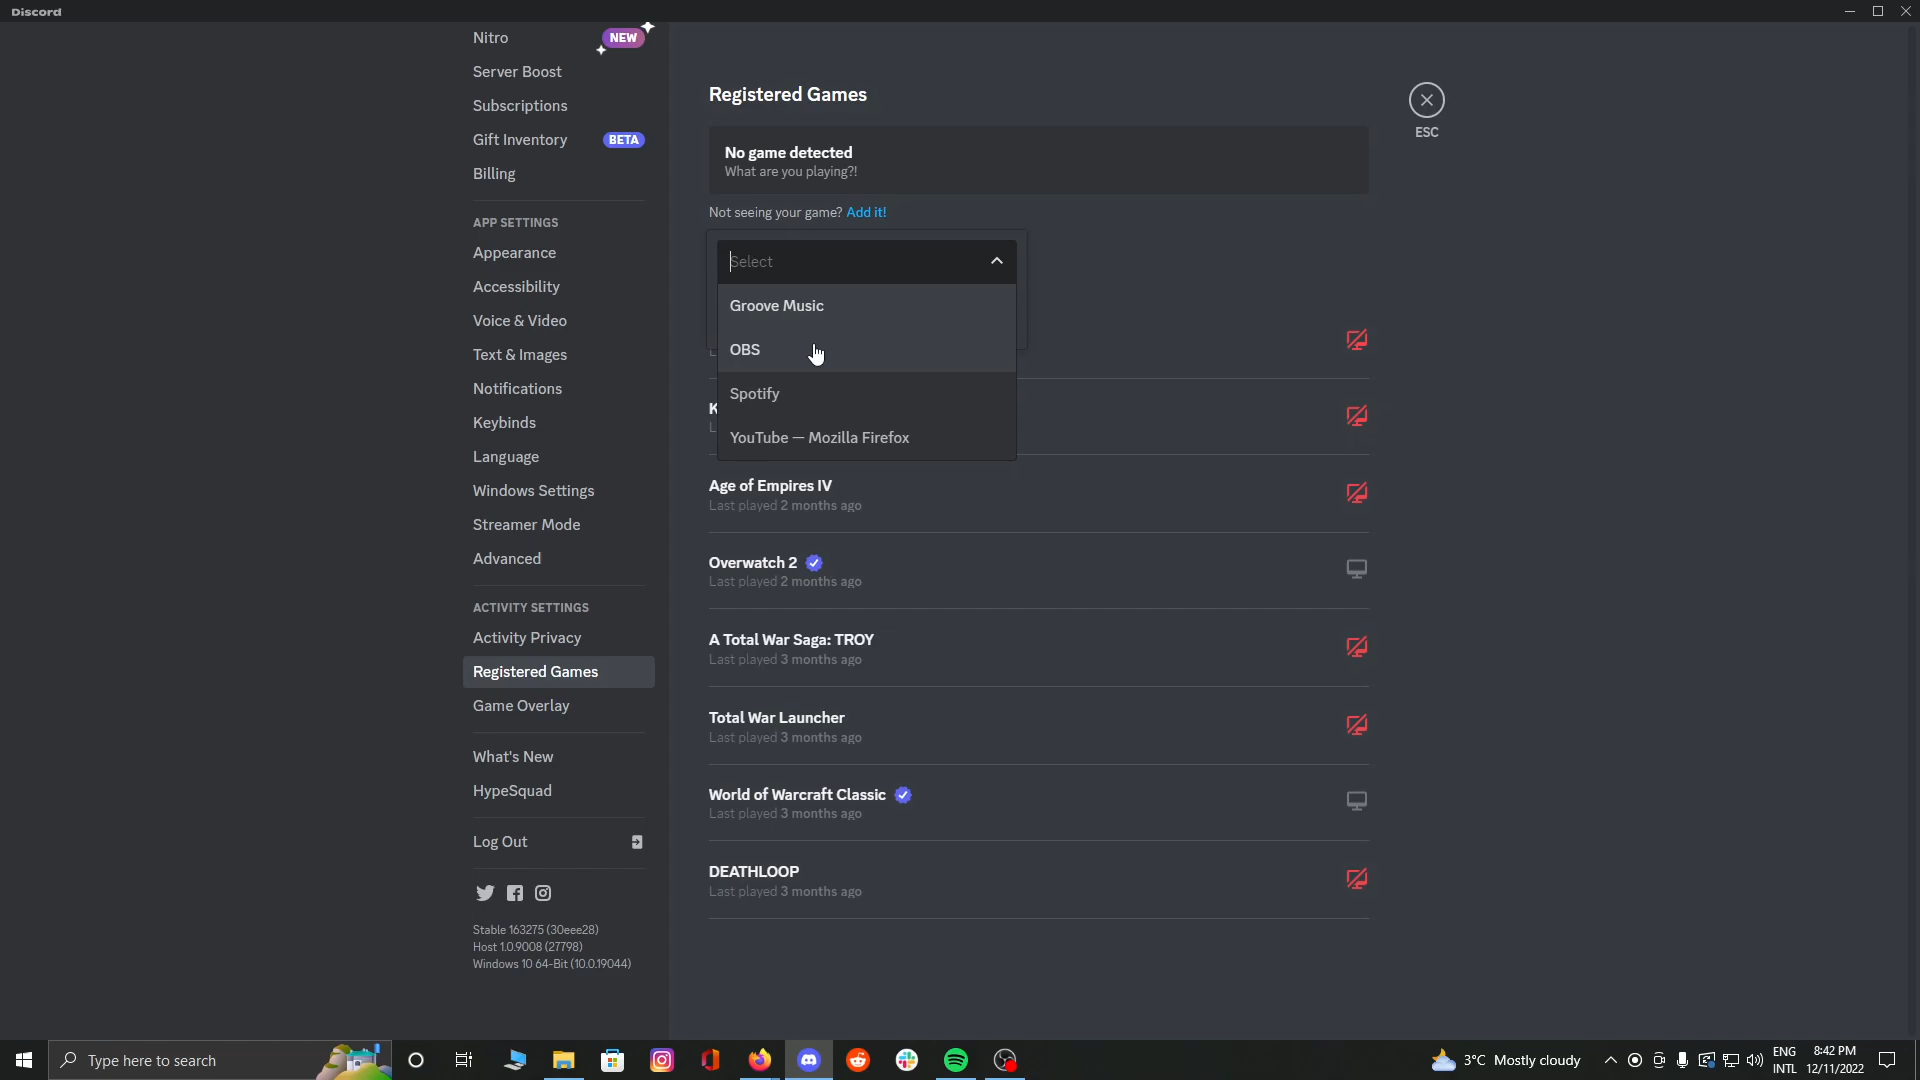 Discord
Nitro
NEW
Server Boost
Subscriptions
Gift Inventory
BETA
Billing
APP SETTINGS
Appearance
Accessibility
Voice & Video
Text & Images
Notifications
Keybinds
Language
Windows Settings
Streamer Mode
Advanced
ACTIVITY SETTINGS
Activity Privacy
Registered Games
Game Overlay
What's New
HypeSquad
Log Out
Stable 163275 (30eee28)
Host 1.0.9008 (27798)
Windows 10 64-Bit (10.0.19044)
Registered Games
ESC
No game detected
What are you playing?!
Not seeing your game? Add it!
Select
Groove Music
OBS
Spotify
YouTube — Mozilla Firefox
Age of Empires IV
Last played 2 months ago
Overwatch 2
Last played 2 months ago
A Total War Saga: TROY
Last played 3 months ago
Total War Launcher
Last played 3 months ago
World of Warcraft Classic
Last played 3 months ago
DEATHLOOP
Last played 3 months ago
Type here to search
3°C Mostly cloudy
ENG
INTL
8:42 PM
12/11/2022